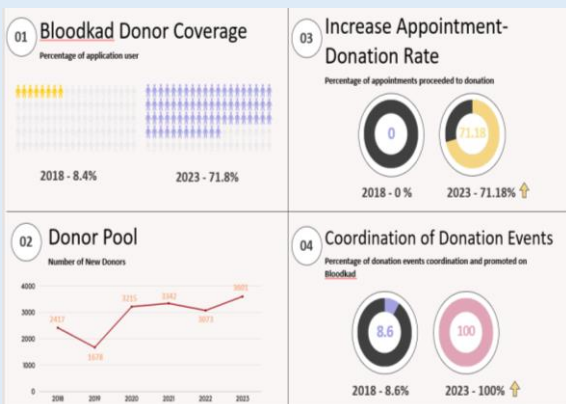 01
Bloodkad Donor Coverage
Percentage of application user
2018 - 8.4%
2023 - 71.8%
02
Donor Pool
Number of New Donors
4000
3000
2000
1000
0
2417
1678
3215
3342
3073
3601
2018
2019
2020
2021
2022
2023
03
Increase Appointment-
Donation Rate
Percentage of appointments proceeded to donation
0
71.18
2018 - 0 %
2023 - 71.18%
04
Coordination of Donation Events
Percentage of donation events coordination and promoted on
Bloodkad
8.6
100
2018 - 8.6%
2023 - 100%